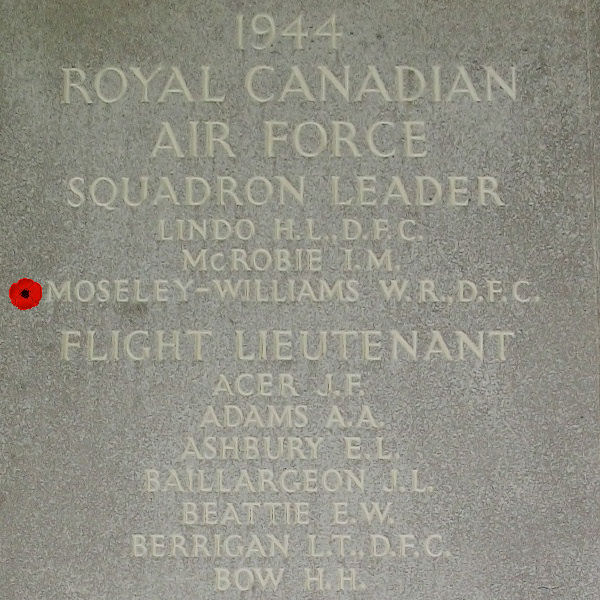 1944
ROYAL CANADIAN
AIR FORCE
SQUADRON LEADER
LINDO H.L., D.F.C.
McROBIE I.M.
MOSELEY-WILLIAMS W.R., D.F.C.
FLIGHT LIEUTENANT
ACER J.F.
ADAMS A.A.
ASHBURY E.L.
BAILLARGEON J.L.
BEATTIE E.W.
BERRIGAN L.T., D.F.C.
BOW H.H.